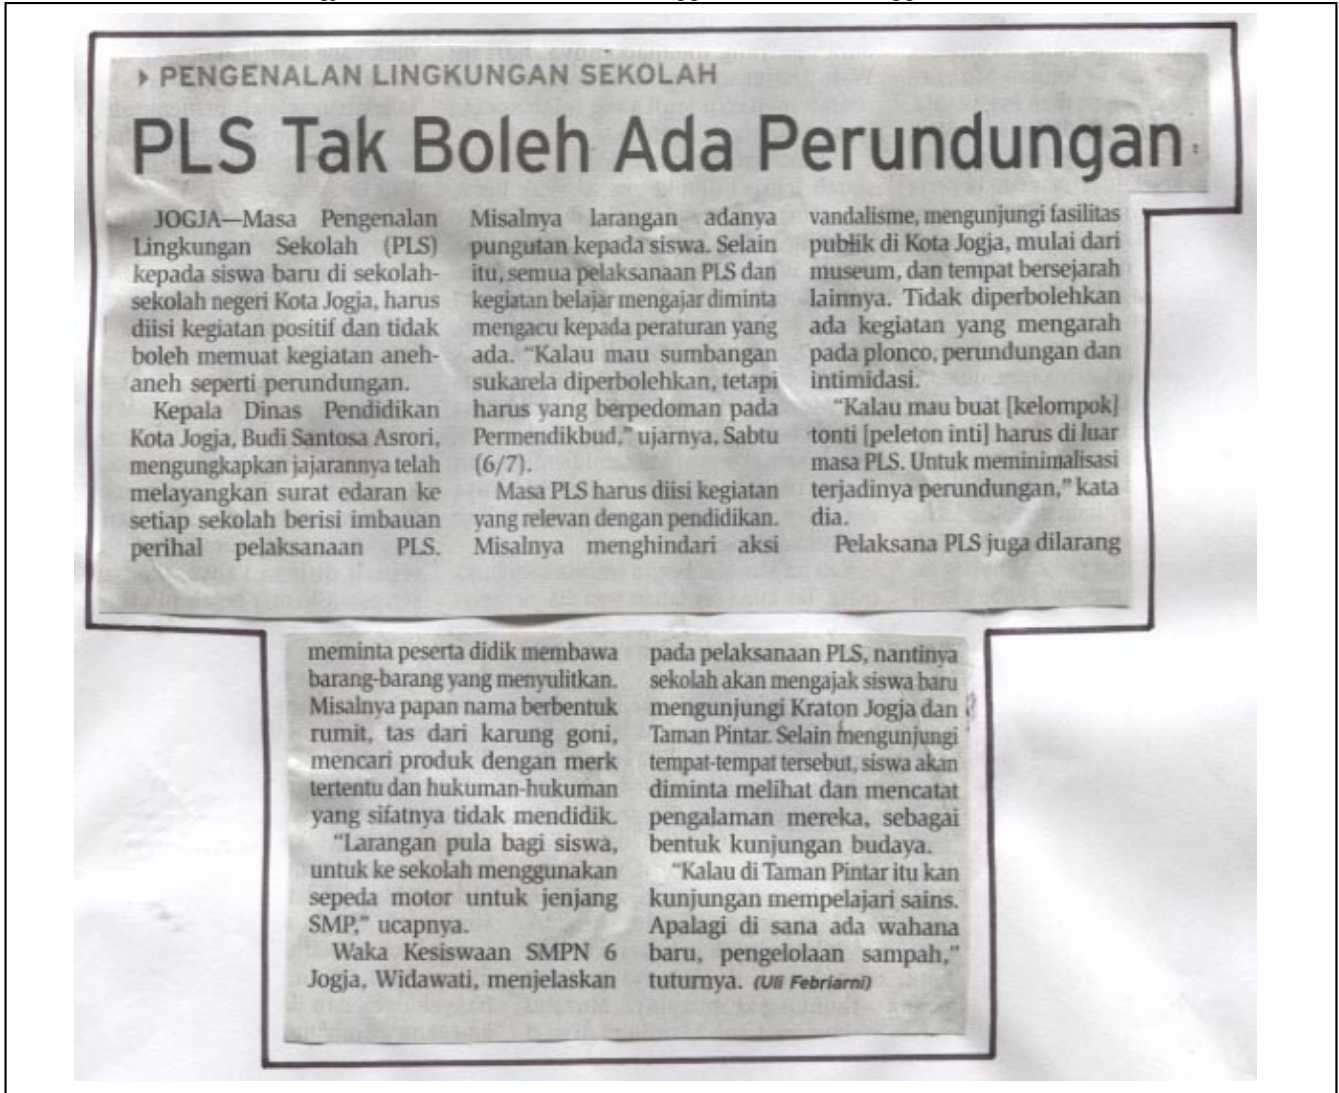 PENGENALAN LINGKUNGAN SEKOLAH
PLS Tak Boleh Ada Perundungan
JOGJA—Masa Pengenalan
Lingkungan Sekolah (PLS)
kepada siswa baru di sekolah-
sekolah negeri Kota Jogja, harus
diisi kegiatan positif dan tidak
boleh memuat kegiatan aneh-
aneh seperti perundungan.
Kepala Dinas Pendidikan
Kota Jogja, Budi Santosa Asrori,
mengungkapkan jajarannya telah
melayangkan surat edaran ke
setiap sekolah berisi imbauan
perihal pelaksanaan PLS.
Misalnya larangan adanya
pungutan kepada siswa. Selain
itu, semua pelaksanaan PLS dan
kegiatan belajar mengajar diminta
mengacu kepada peraturan yang
ada. “Kalau mau sumbangan
sukarela diperbolehkan, tetapi
harus yang berpedoman pada
Permendikbud,” ujarnya, Sabtu
(6/7).
Masa PLS harus diisi kegiatan
yang relevan dengan pendidikan.
Misalnya menghindari aksi
vandalisme, mengunjungi fasilitas
publik di Kota Jogja, mulai dari
museum, dan tempat bersejarah
lainnya. Tidak diperbolehkan
ada kegiatan yang mengarah
pada plonco, perundungan dan
intimidasi.
“Kalau mau buat [kelompok]
tonti [peleton inti] harus di luar
masa PLS. Untuk meminimalisasi
terjadinya perundungan,” kata
dia.
Pelaksana PLS juga dilarang
meminta peserta didik membawa
barang-barang yang menyulitkan.
Misalnya papan nama berbentuk
rumit, tas dari karung goni,
mencari produk dengan merk
tertentu dan hukuman-hukuman
yang sifatnya tidak mendidik.
“Larangan pula bagi siswa,
untuk ke sekolah menggunakan
sepeda motor untuk jenjang
SMP,” ucapnya.
Waka Kesiswaan SMPN 6
Jogja, Widawati, menjelaskan
pada pelaksanaan PLS, nantinya
sekolah akan mengajak siswa baru
mengunjungi Kraton Jogja dan
Taman Pintar. Selain mengunjungi
tempat-tempat tersebut, siswa akan
diminta melihat dan mencatat
pengalaman mereka, sebagai
bentuk kunjungan budaya.
“Kalau di Taman Pintar itu kan
kunjungan mempelajari sains.
Apalagi di sana ada wahana
baru, pengelolaan sampah,”
tuturnya. (Uli Febriarni)